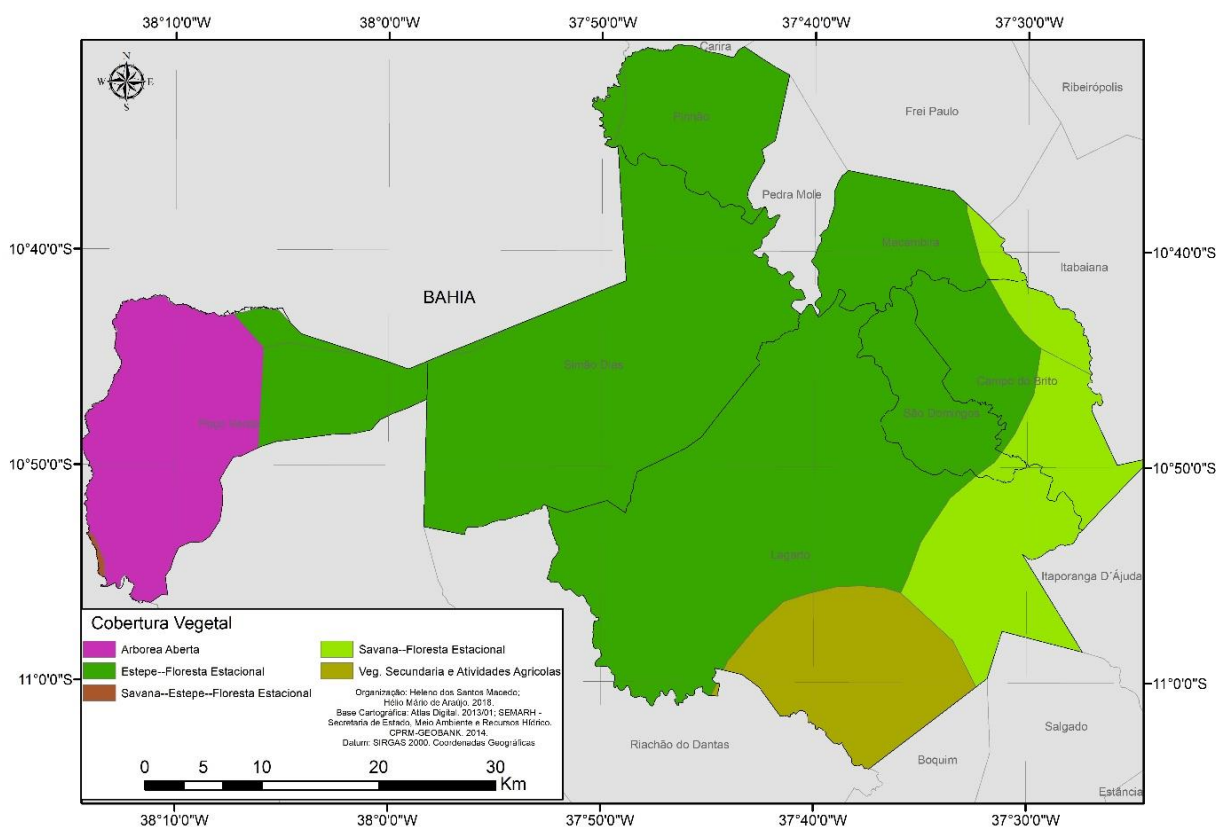 38°10'0"W 38°0'0"W 37°50'0"W 37°40'0"W 37°30'0"W
N
W E
S
Carira
Ribeirópolis
Frei Paulo
Pinhão
Pedra Mole
10°40'0"S
Macambira
10°40'0"S
Itabaiana
BAHIA
Simão Dias
Campo do Brito
São Domingos
Poço Verde
10°50'0"S
10°50'0"S
Lagarto
Itaporanga D´Ájuda
Cobertura Vegetal
Arborea Aberta
Estepe--Floresta Estacional
Savana--Estepe--Floresta Estacional
Savana--Floresta Estacional
Veg. Secundaria e Atividades Agricolas
Organização: Heleno dos Santos Macedo;
Hélio Mário de Araújo. 2018.
Base Cartográfica: Atlas Digital. 2013/01; SEMARH -
Secretaria de Estado, Meio Ambiente e Recursos Hídrico.
CPRM-GEOBANK. 2014.
Datum: SIRGAS 2000. Coordenadas Geográficas
0 5 10 20 30
Km
11°0'0"S
11°0'0"S
Salgado
Riachão do Dantas
Boquim
Estância
38°10'0"W 38°0'0"W 37°50'0"W 37°40'0"W 37°30'0"W